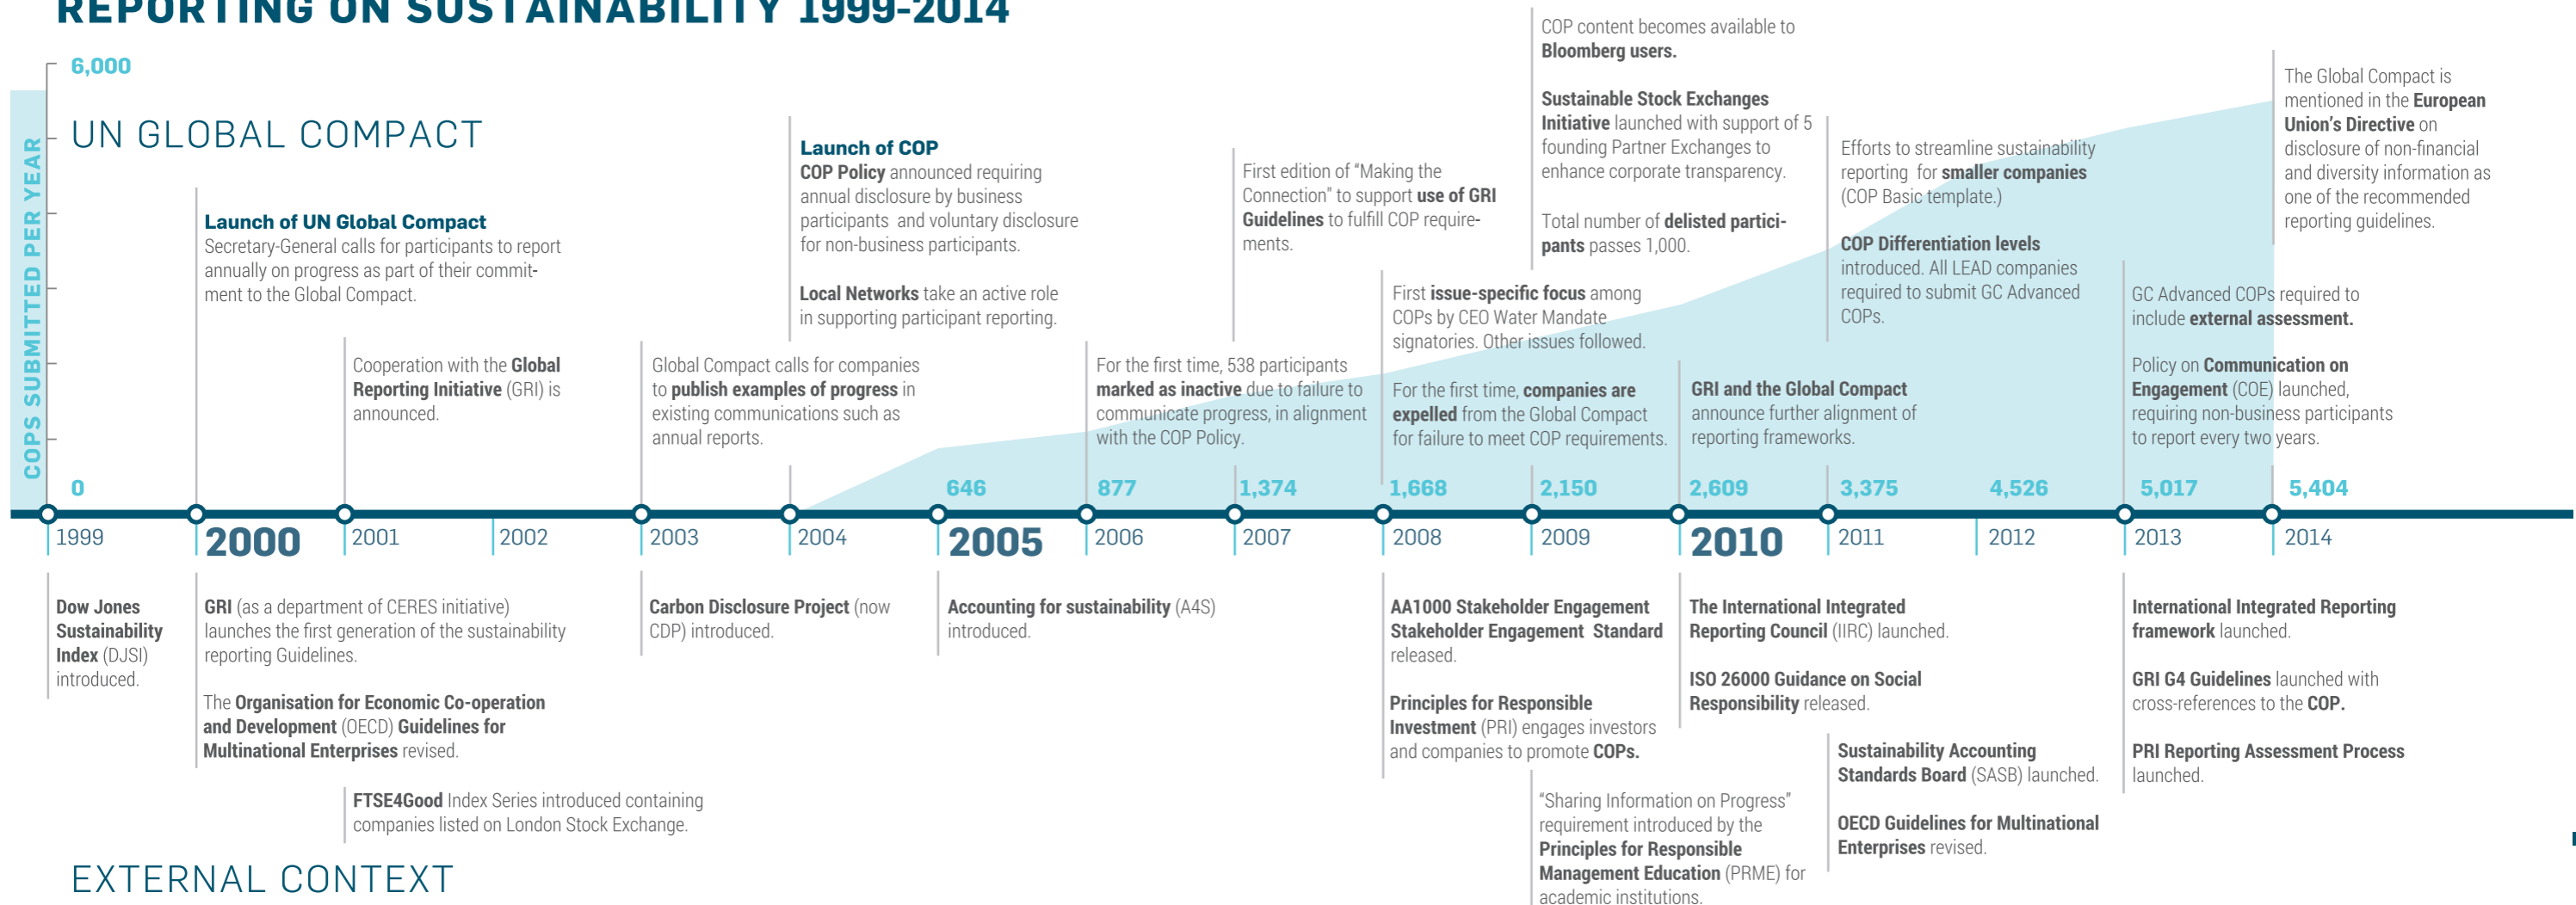 REPORTING ON SUSTAINABILITY 1999-2014
6,000
COPS SUBMITTED PER YEAR
0
UN GLOBAL COMPACT
Launch of UN Global Compact
Secretary-General calls for participants to report
annually on progress as part of their commit-
ment to the Global Compact.
Cooperation with the Global
Reporting Initiative (GRI) is
announced.
Global Compact calls for companies
to publish examples of progress in
existing communications such as
annual reports.
Launch of COP
COP Policy announced requiring
annual disclosure by business
participants and voluntary disclosure
for non-business participants.
Local Networks take an active role
in supporting participant reporting.
For the first time, 538 participants
marked as inactive due to failure to
communicate progress, in alignment
with the COP Policy.
First edition of “Making the
Connection” to support use of GRI
Guidelines to fulfill COP require-
ments.
First issue-specific focus among
COPs by CEO Water Mandate
signatories. Other issues followed.
For the first time, companies are
expelled from the Global Compact
for failure to meet COP requirements.
COP content becomes available to
Bloomberg users.
Sustainable Stock Exchanges
Initiative launched with support of 5
founding Partner Exchanges to
enhance corporate transparency.
Total number of delisted partici-
pants passes 1,000.
GRI and the Global Compact
announce further alignment of
reporting frameworks.
Efforts to streamline sustainability
reporting for smaller companies
(COP Basic template.)
COP Differentiation levels
introduced. All LEAD companies
required to submit GC Advanced
COPs.
GC Advanced COPs required to
include external assessment.
Policy on Communication on
Engagement (COE) launched,
requiring non-business participants
to report every two years.
The Global Compact is
mentioned in the European
Union’s Directive on
disclosure of non-financial
and diversity information as
one of the recommended
reporting guidelines.
646
877
1,374
1,668
2,150
2,609
3,375
4,526
5,017
5,404
1999
2000
2001
2002
2003
2004
2005
2006
2007
2008
2009
2010
2011
2012
2013
2014
Dow Jones
Sustainability
Index (DJSI)
introduced.
GRI (as a department of CERES initiative)
launches the first generation of the sustainability
reporting Guidelines.
The Organisation for Economic Co-operation
and Development (OECD) Guidelines for
Multinational Enterprises revised.
FTSE4Good Index Series introduced containing
companies listed on London Stock Exchange.
Carbon Disclosure Project (now
CDP) introduced.
Accounting for sustainability (A4S)
introduced.
AA1000 Stakeholder Engagement
Stakeholder Engagement Standard
released.
Principles for Responsible
Investment (PRI) engages investors
and companies to promote COPs.
“Sharing Information on Progress”
requirement introduced by the
Principles for Responsible
Management Education (PRME) for
academic institutions.
The International Integrated
Reporting Council (IIRC) launched.
ISO 26000 Guidance on Social
Responsibility released.
Sustainability Accounting
Standards Board (SASB) launched.
OECD Guidelines for Multinational
Enterprises revised.
International Integrated Reporting
framework launched.
GRI G4 Guidelines launched with
cross-references to the COP.
PRI Reporting Assessment Process
launched.
EXTERNAL CONTEXT